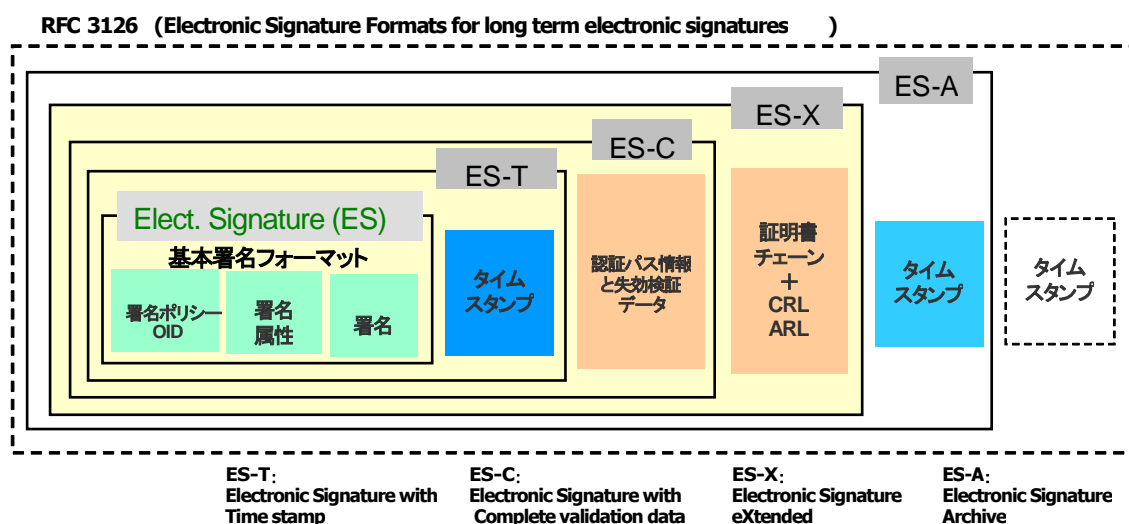 RFC 3126 (Electronic Signature Formats for long term electronic signatures )
ES-A
ES-X
ES-C
ES-T
Elect. Signature (ES)
基本署名フォーマット
署名ポリシー
OID
署名
属性
署名
タイム
スタンプ
認証パス情報
と失効検証
データ
証明書
チェーン
＋
CRL
ARL
タイム
スタンプ
タイム
スタンプ
ES-T:
Electronic Signature with
Time stamp
ES-C:
Electronic Signature with
Complete validation data
ES-X:
Electronic Signature
eXtended
ES-A:
Electronic Signature
Archive